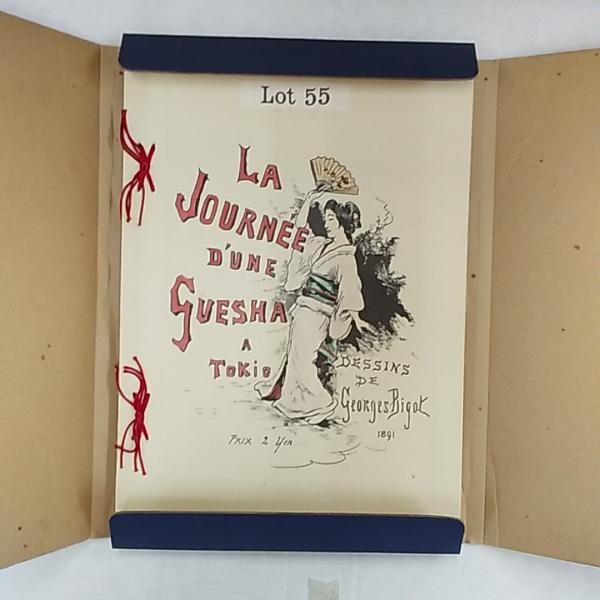 Lot 55
LA
JOURNÉE
D'UNE
GUESHA
A
TOKIO
DESSINS
DE
Georges Bigot
1891
PRIX 2 Yen